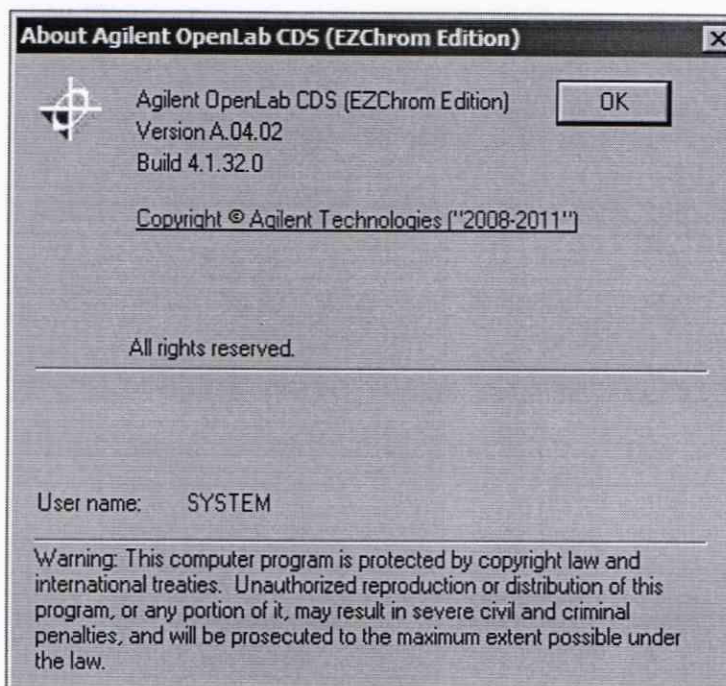 About Agilent OpenLab CDS (EZChrom Edition)
Agilent OpenLab CDS (EZChrom Edition)
OK
Version A.04.02
Build 4.1.32.0
Copyright © Agilent Technologies ("2008-2011")
All rights reserved.
User name: SYSTEM
Warning: This computer program is protected by copyright law and
international treaties. Unauthorized reproduction or distribution of this
program, or any portion of it, may result in severe civil and criminal
penalties, and will be prosecuted to the maximum extent possible under
the law.